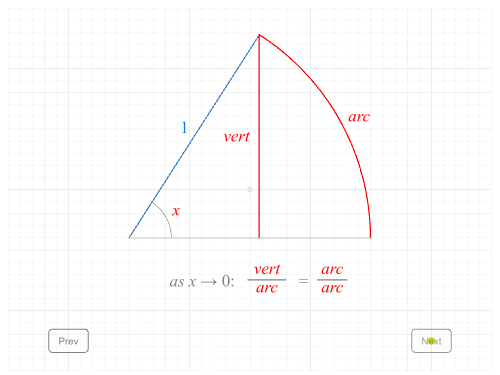 1
arc
vert
x
as x → 0: vert/arc = arc/arc
Prev
Next